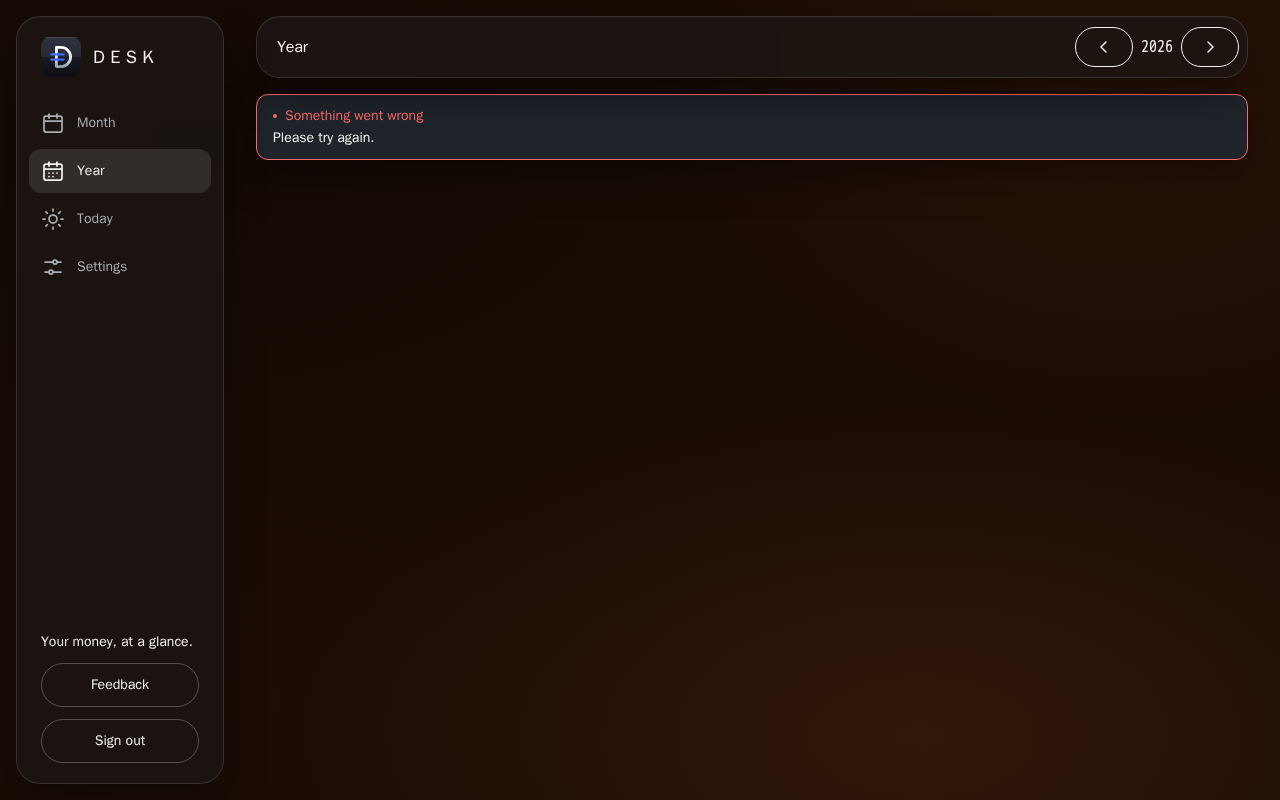 DESK
Month
Year
Today
Settings
Your money, at a glance.
Feedback
Sign out
Year
2026
Something went wrong
Please try again.